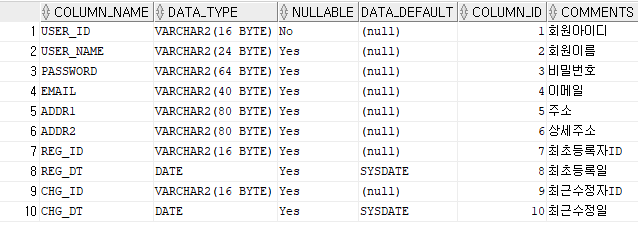 COLUMN_NAME DATA_TYPE NULLABLE DATA_DEFAULT COLUMN_ID COMMENTS
1 USER_ID VARCHAR2(16 BYTE) No (null) 1 회원아이디
2 USER_NAME VARCHAR2(24 BYTE) Yes (null) 2 회원이름
3 PASSWORD VARCHAR2(64 BYTE) Yes (null) 3 비밀번호
4 EMAIL VARCHAR2(40 BYTE) Yes (null) 4 이메일
5 ADDR1 VARCHAR2(80 BYTE) Yes (null) 5 주소
6 ADDR2 VARCHAR2(80 BYTE) Yes (null) 6 상세주소
7 REG_ID VARCHAR2(16 BYTE) Yes (null) 7 최초등록자ID
8 REG_DT DATE Yes SYSDATE 8 최초등록일
9 CHG_ID VARCHAR2(16 BYTE) Yes (null) 9 최근수정자ID
10 CHG_DT DATE Yes SYSDATE 10 최근수정일